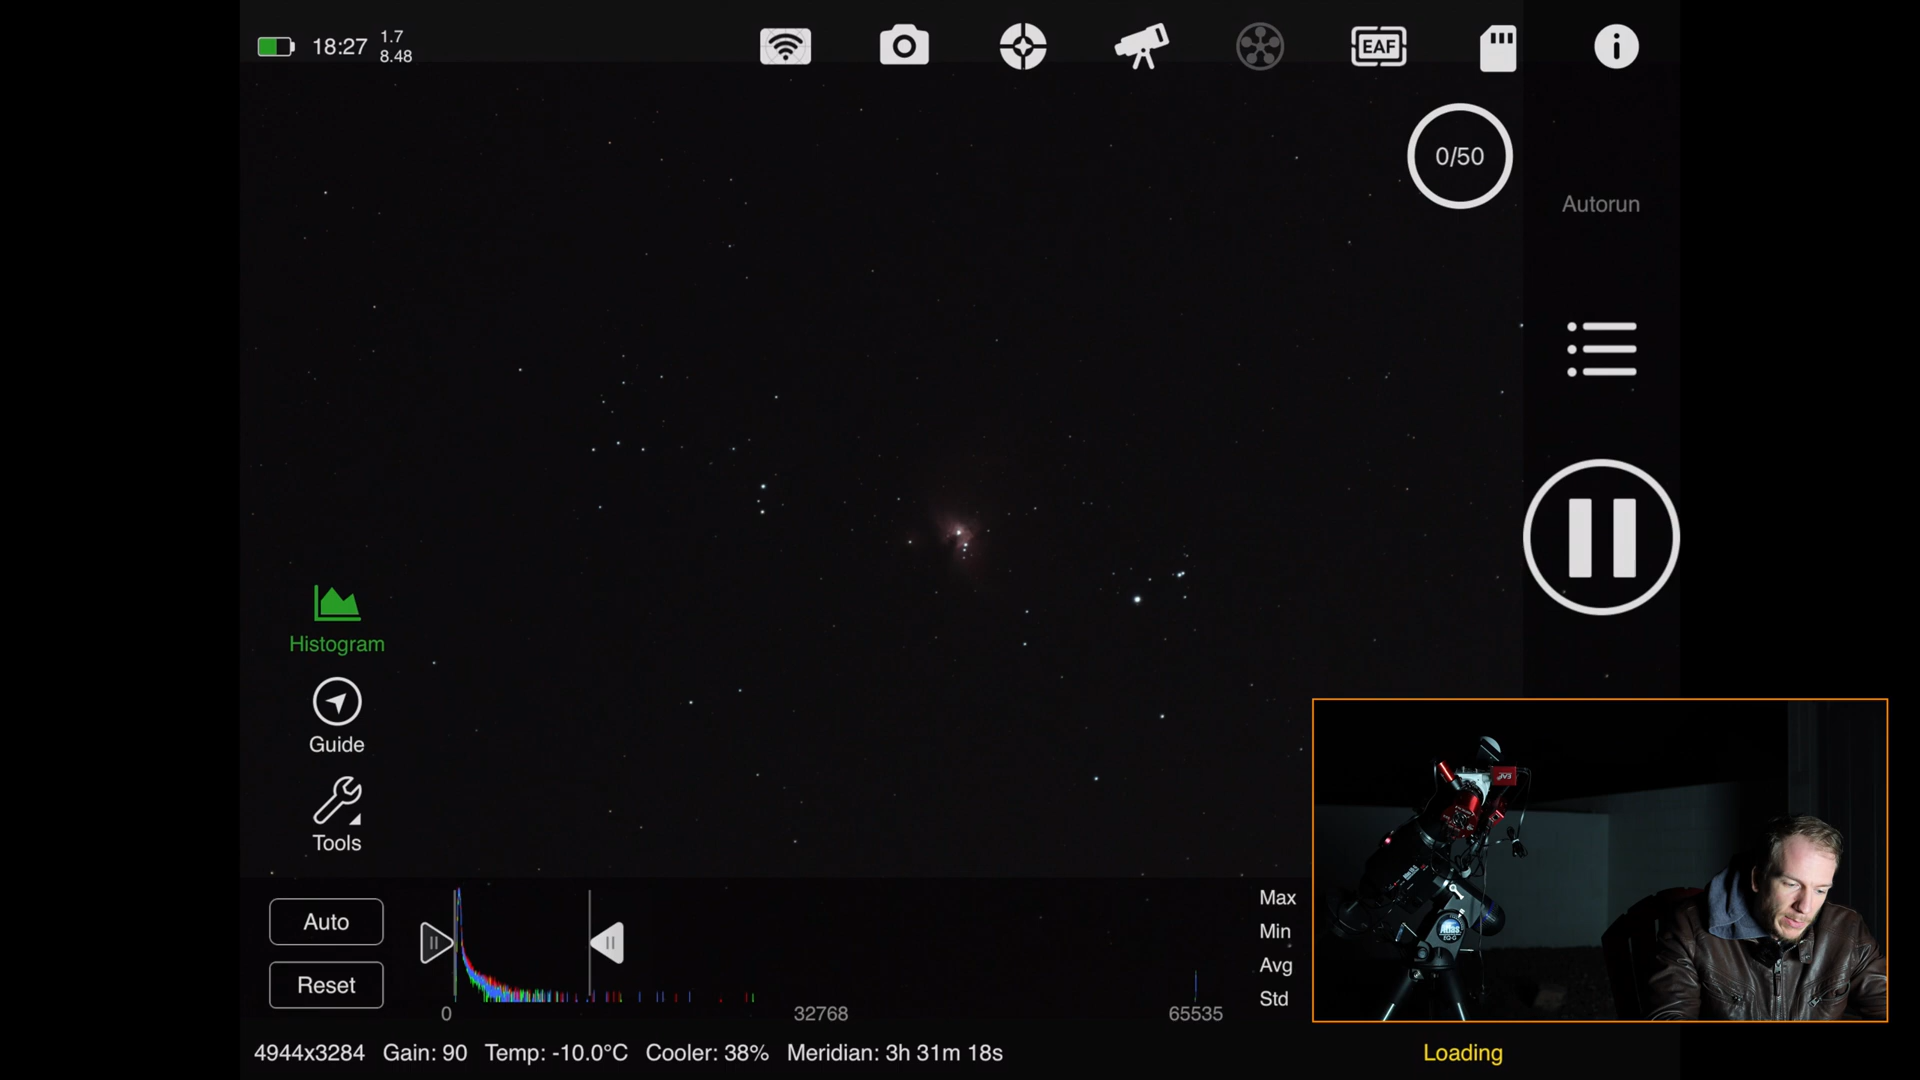 18:27
1.7
8.48
EAF
0/50
Autorun
Histogram
Guide
Tools
Auto
Reset
0
32768
65535
Max
Min
Avg
Std
4944x3284 Gain: 90 Temp: -10.0°C Cooler: 38% Meridian: 3h 31m 18s
Loading